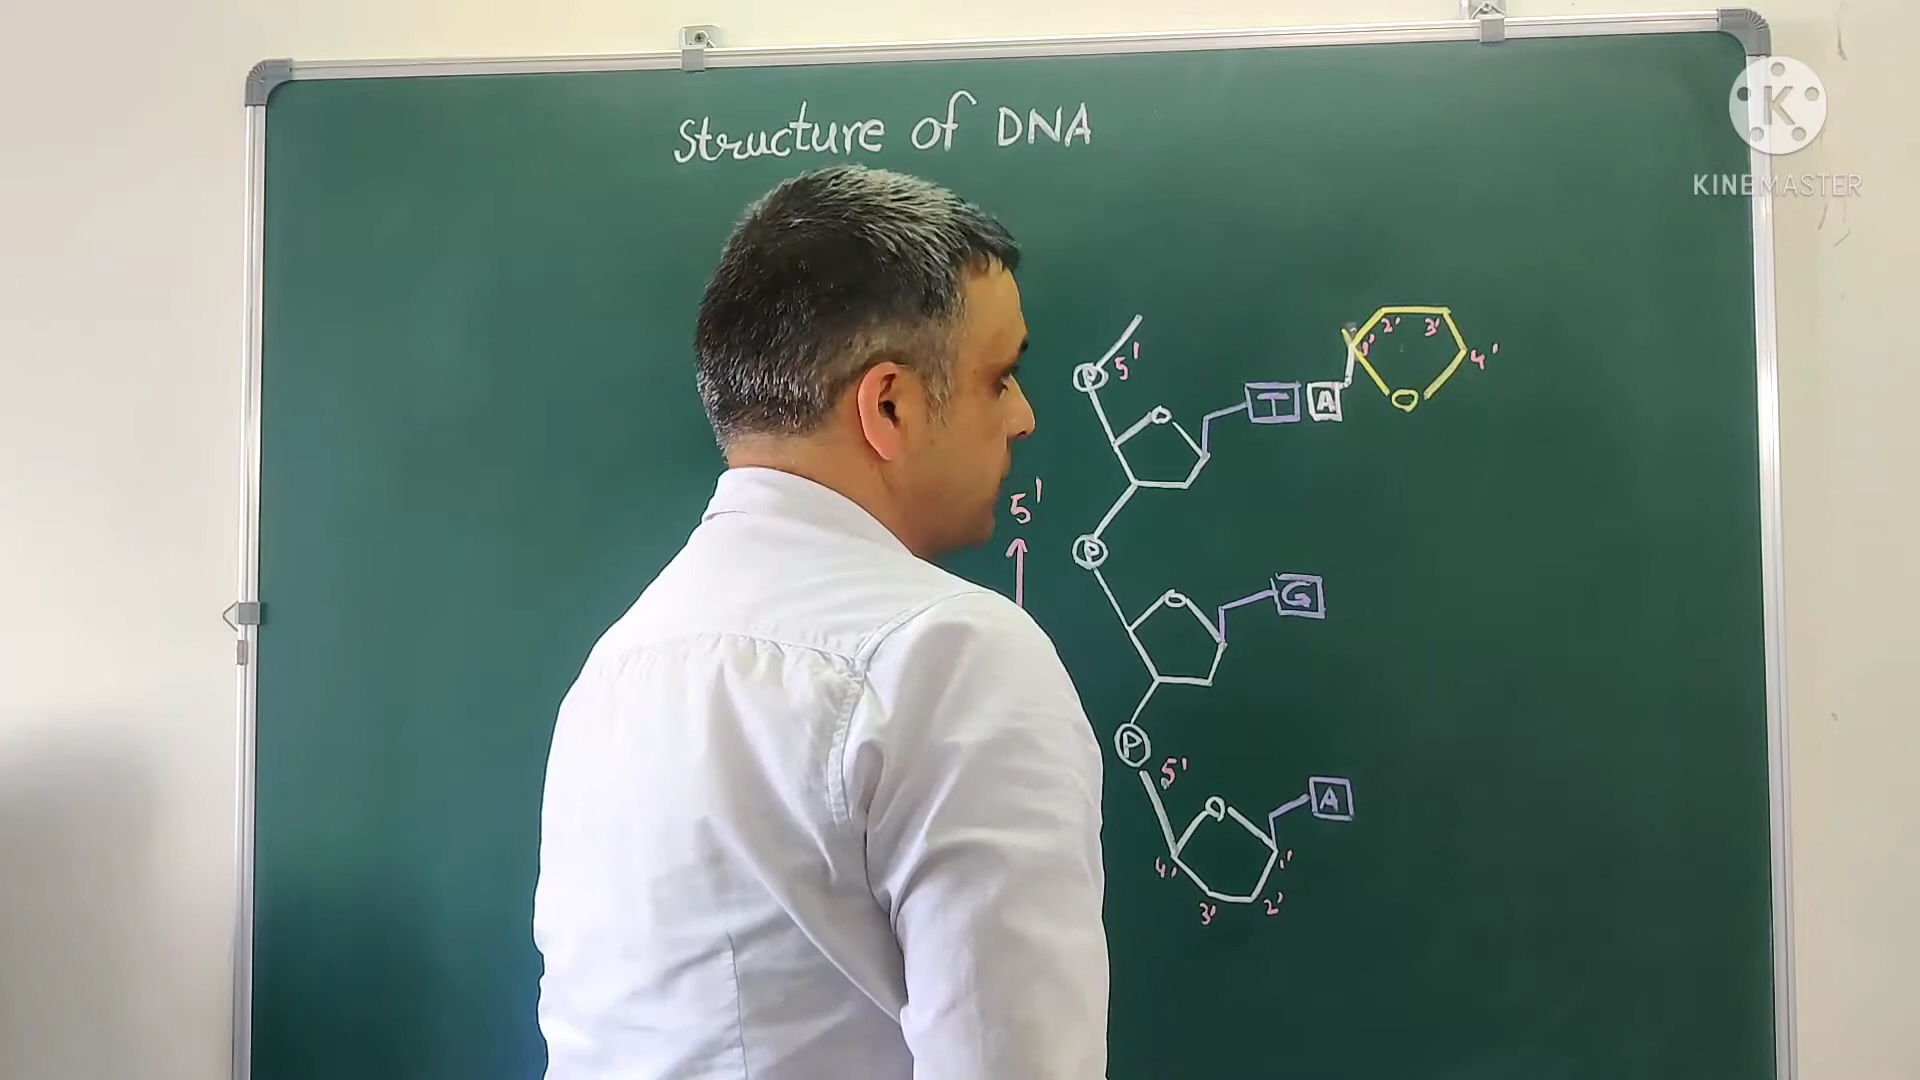 Structure of DNA
KINEMASTER
2' 3'
1' 4'
P 5'
O T A O
5'
P
O G
P
5'
O A
4' 1'
3' 2'